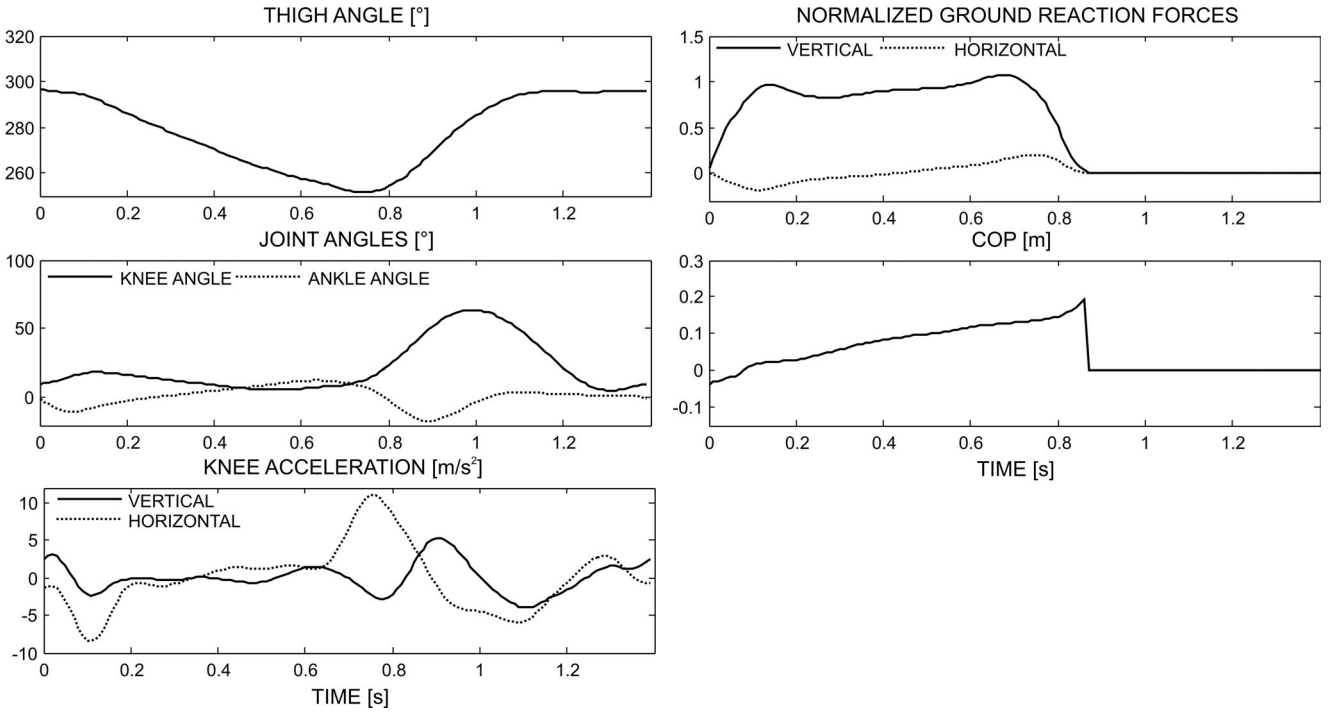 THIGH ANGLE [°]
320
300
280
260
0 0.2 0.4 0.6 0.8 1 1.2
JOINT ANGLES [°]
100
KNEE ANGLE ANKLE ANGLE
50
0
0 0.2 0.4 0.6 0.8 1 1.2
KNEE ACCELERATION [m/s²]
10
VERTICAL
HORIZONTAL
5
0
-5
-10
0 0.2 0.4 0.6 0.8 1 1.2
TIME [s]
NORMALIZED GROUND REACTION FORCES
1.5
VERTICAL HORIZONTAL
1
0.5
0
0 0.2 0.4 0.6 0.8 1 1.2
COP [m]
0.3
0.2
0.1
0
-0.1
0 0.2 0.4 0.6 0.8 1 1.2
TIME [s]